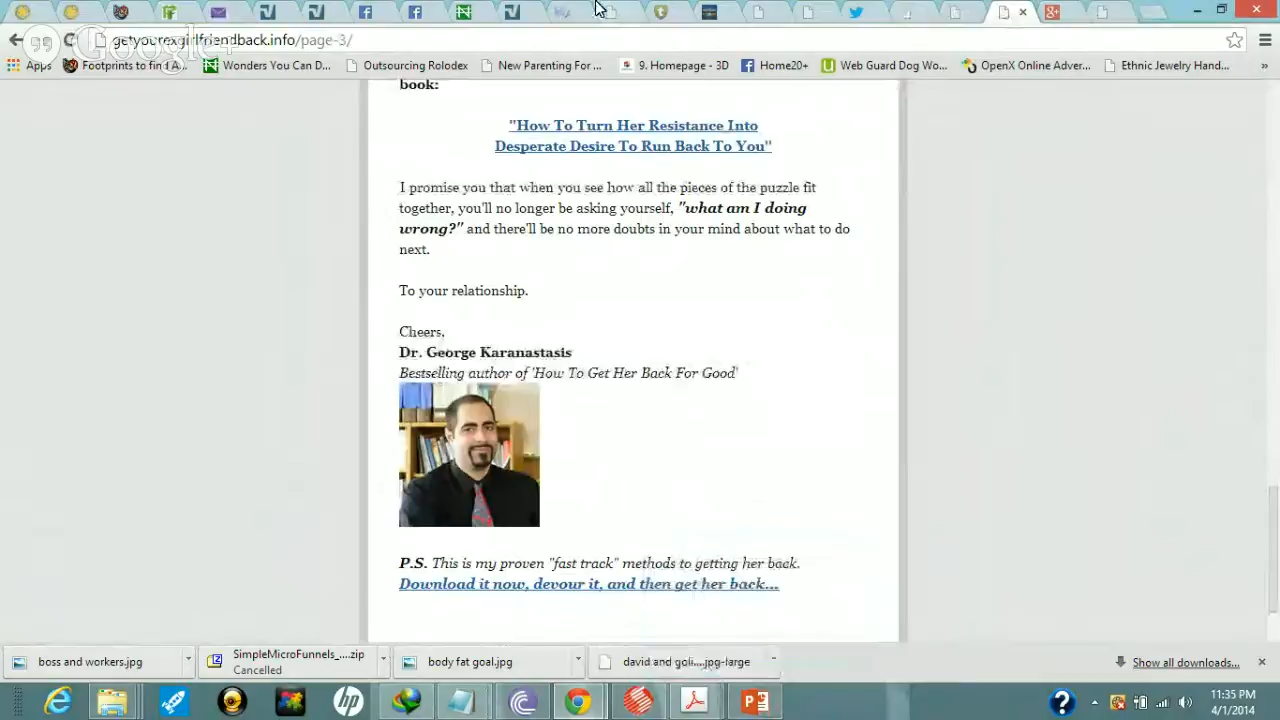 getyourexgirlfriendback.info/page-3/
Google+
Apps
Footprints to find A
Wonders You Can D...
Outsourcing Rolodex
New Parenting For ...
9. Homepage - 3D
Home20+
Web Guard Dog Wo...
OpenX Online Adver...
Ethnic Jewelry Hand...
»
book:
"How To Turn Her Resistance Into
Desperate Desire To Run Back To You"
I promise you that when you see how all the pieces of the puzzle fit
together, you'll no longer be asking yourself, "what am I doing
wrong?" and there'll be no more doubts in your mind about what to do
next.
To your relationship.
Cheers,
Dr. George Karanastasis
Bestselling author of 'How To Get Her Back For Good'
P.S. This is my proven "fast track" methods to getting her back.
Download it now, devour it, and then get her back...
boss and workers.jpg
SimpleMicroFunnels_....zip
Cancelled
body fat goal.jpg
david and goli....jpg-large
Show all downloads...
11:35 PM
4/1/2014